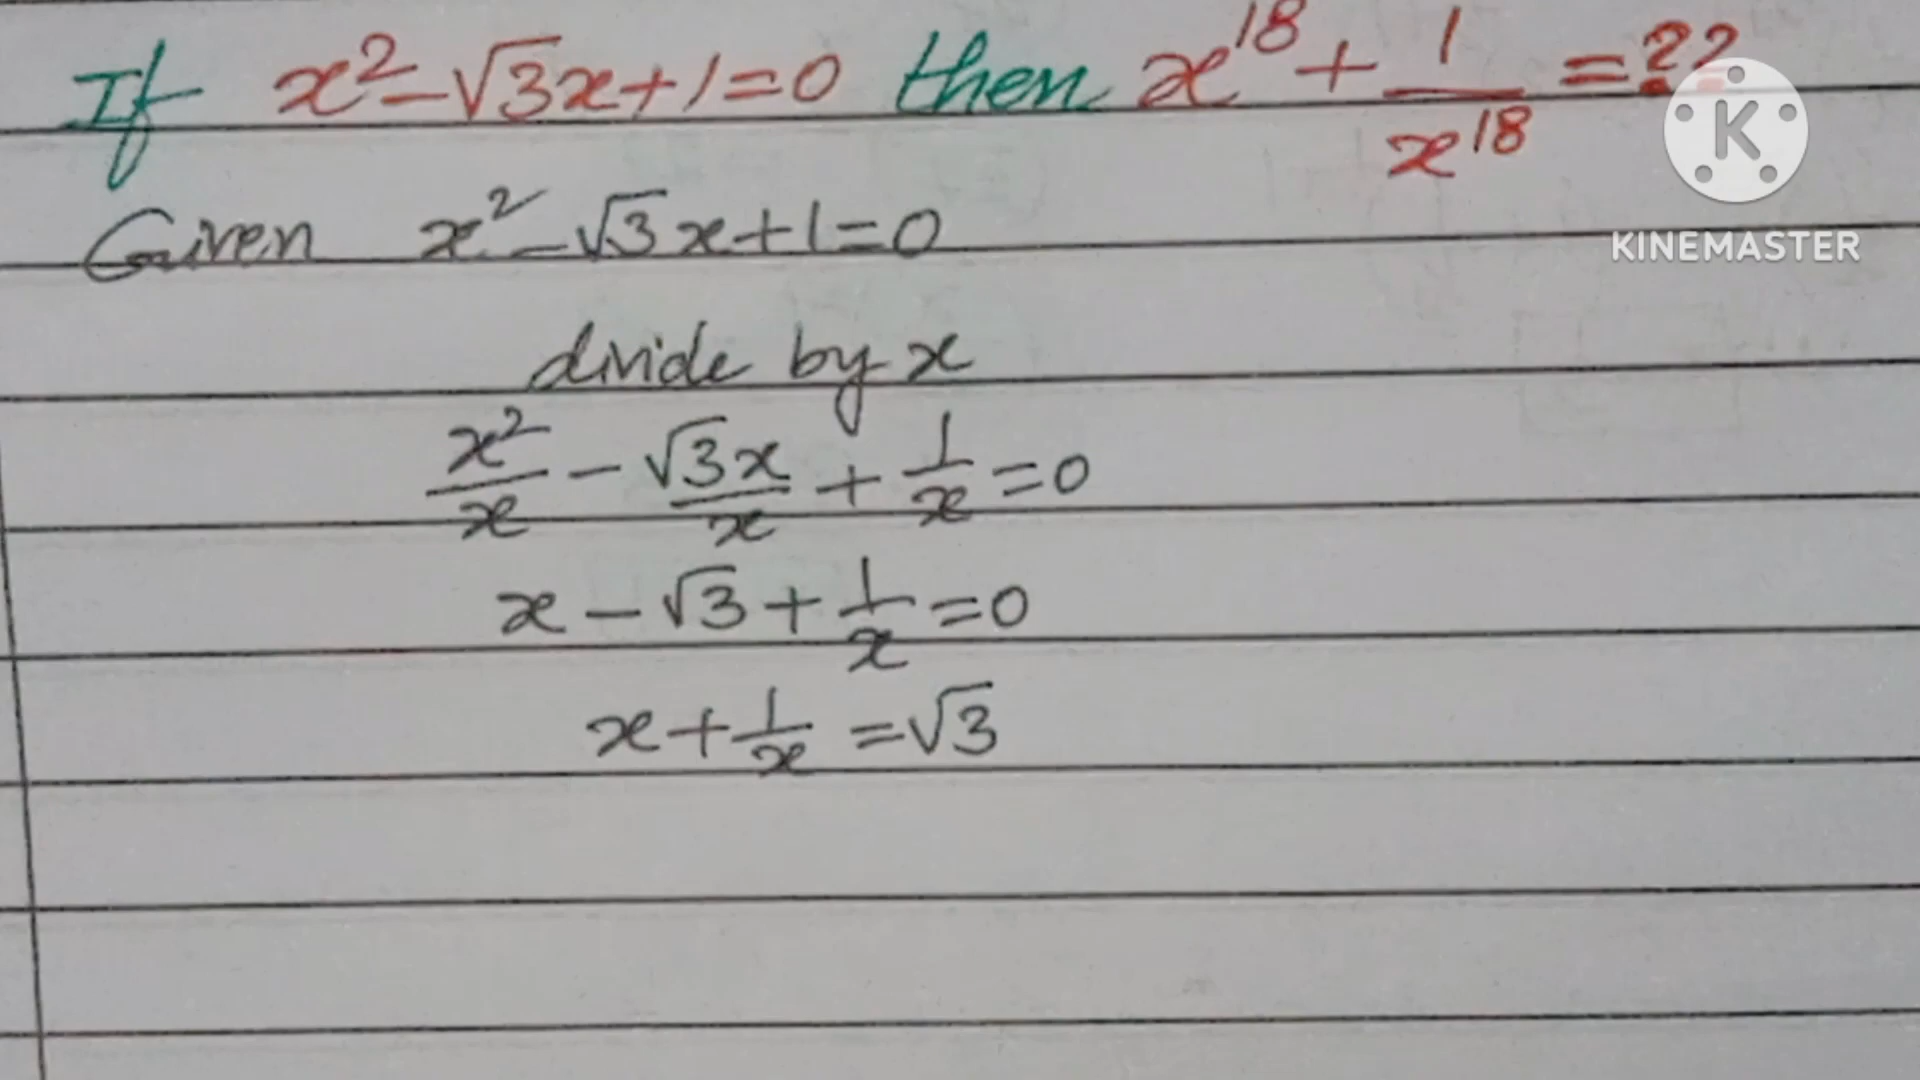 If x²-√3x+1=0 then x¹⁸+1/x¹⁸=??
K
KINEMASTER
Given x²-√3x+1=0
divide by x
x²/x - √3x/x + 1/x = 0
x-√3+1/x=0
x+1/x=√3